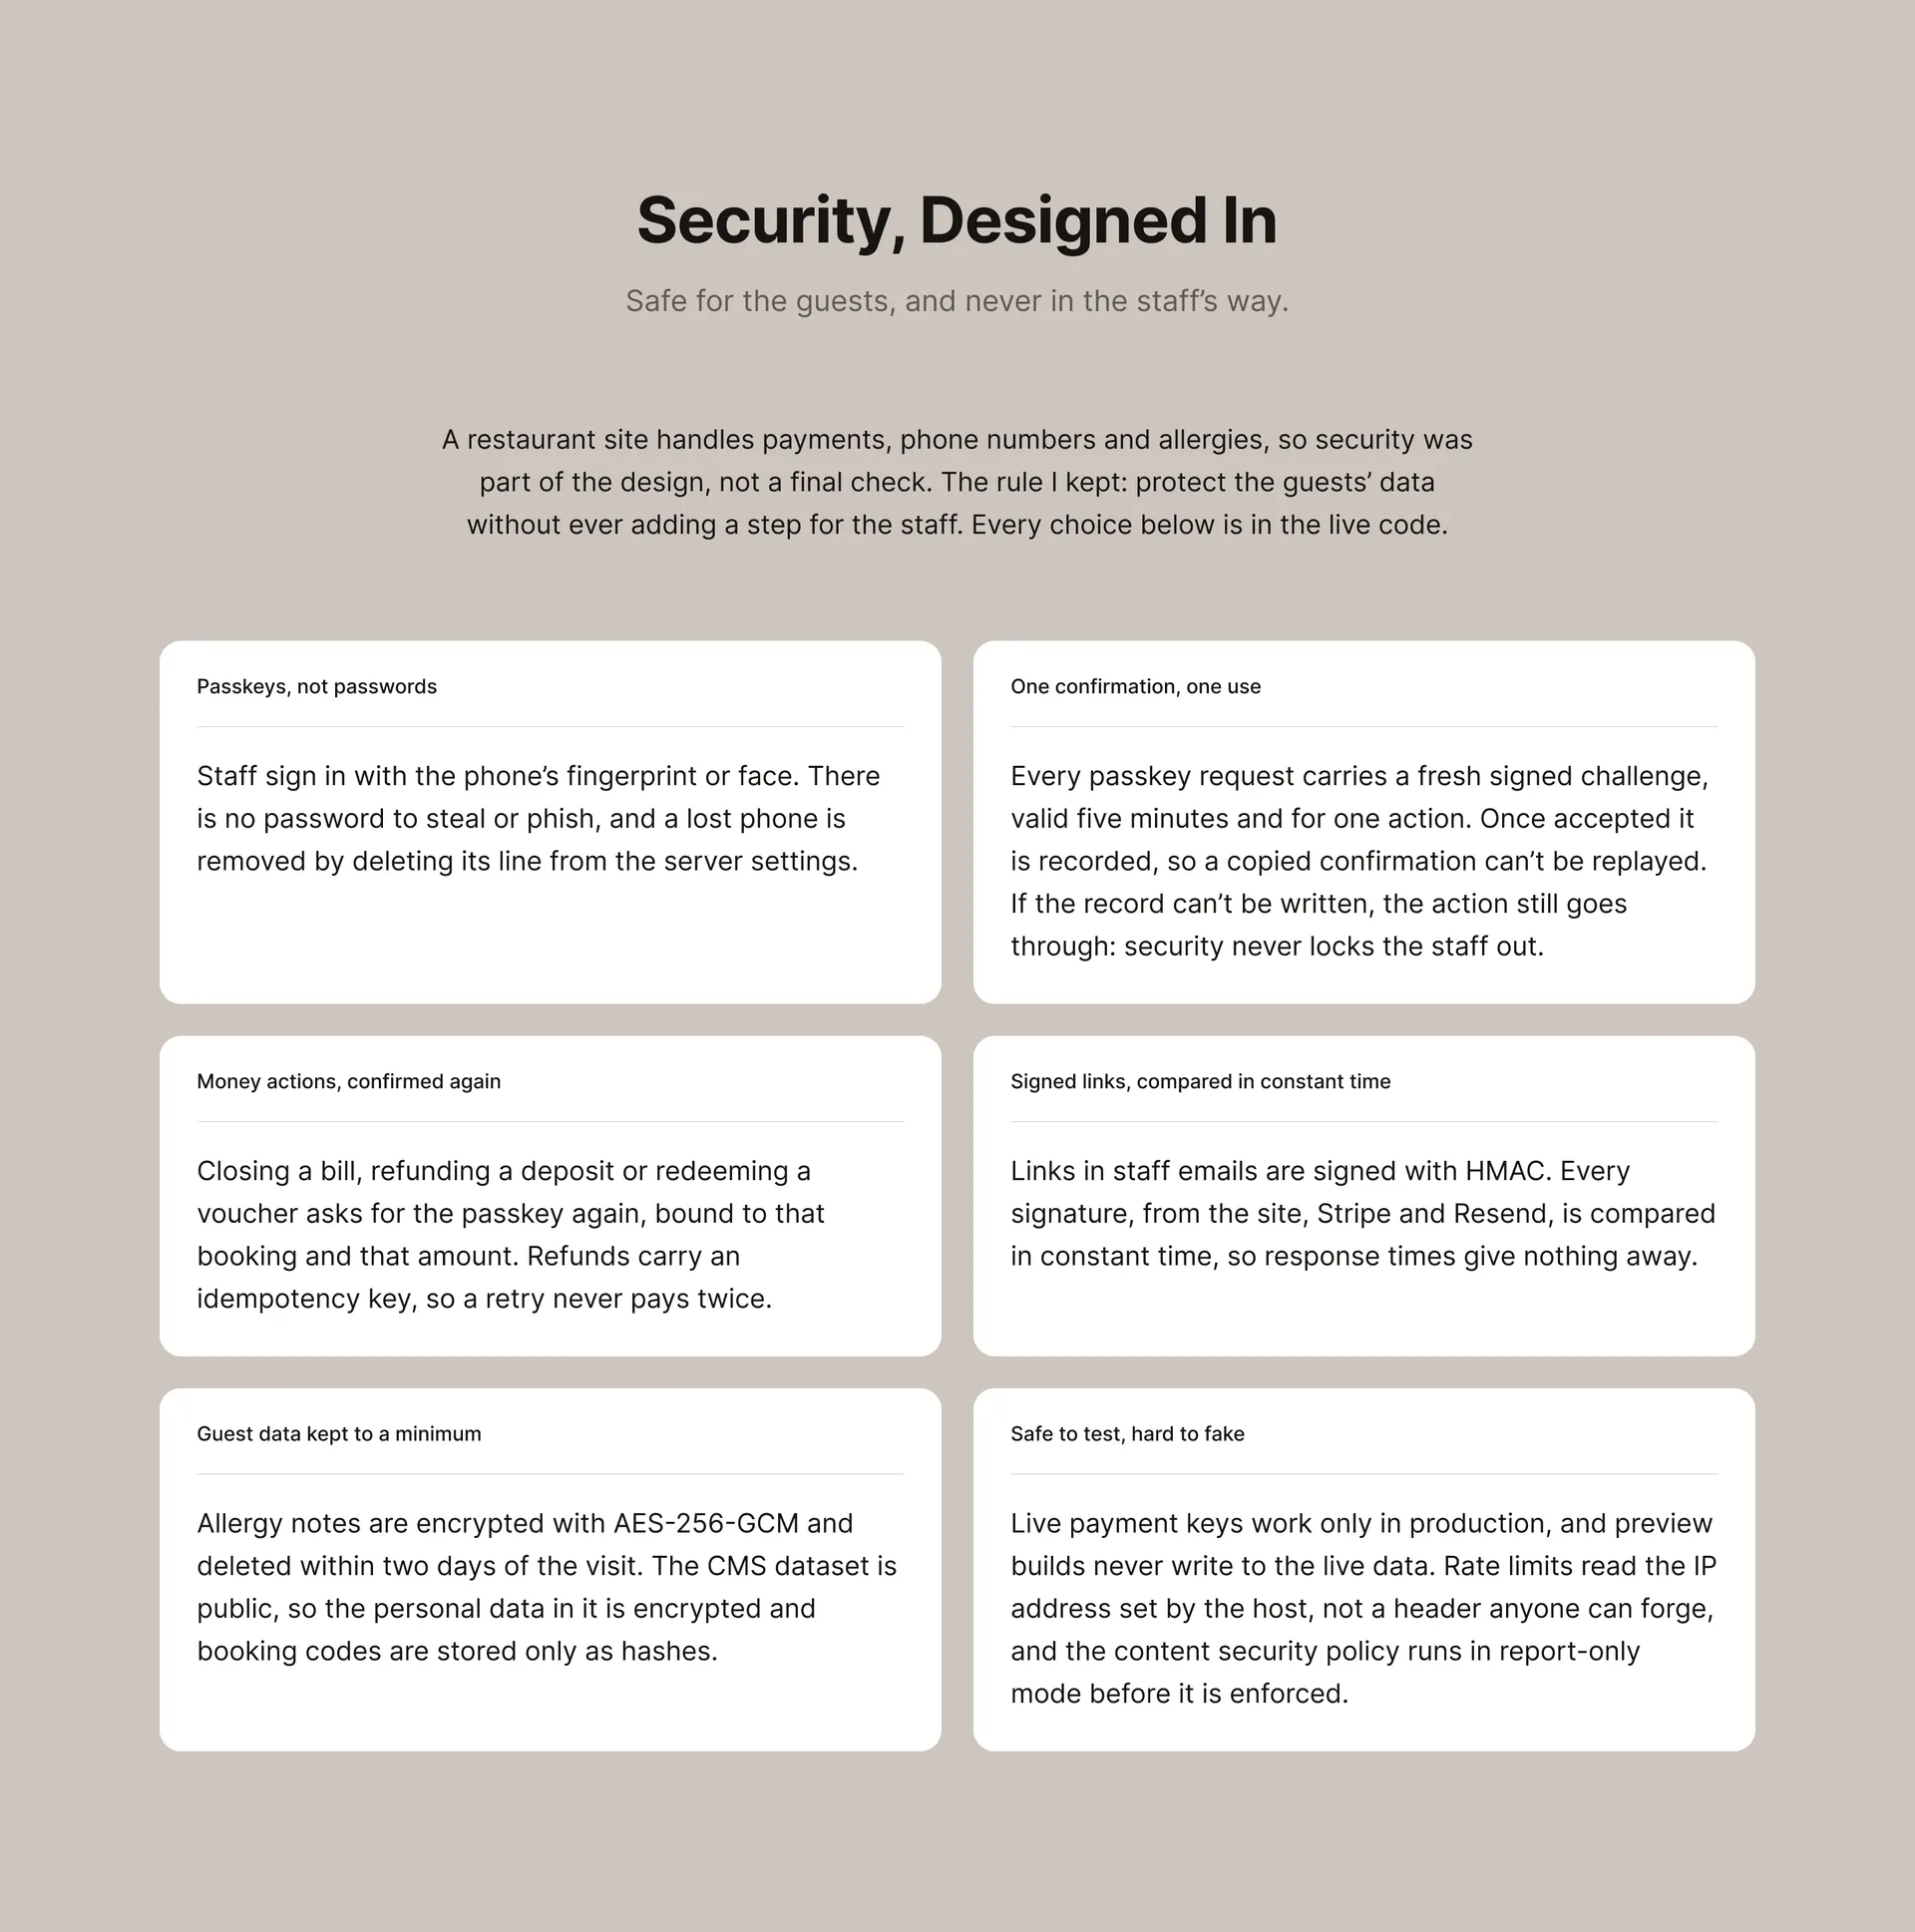 Security, Designed In
Safe for the guests, and never in the staff’s way.
A restaurant site handles payments, phone numbers and allergies, so security was
part of the design, not a final check. The rule I kept: protect the guests’ data
without ever adding a step for the staff. Every choice below is in the live code.
Passkeys, not passwords
Staff sign in with the phone’s fingerprint or face. There
is no password to steal or phish, and a lost phone is
removed by deleting its line from the server settings.
One confirmation, one use
Every passkey request carries a fresh signed challenge,
valid five minutes and for one action. Once accepted it
is recorded, so a copied confirmation can’t be replayed.
If the record can’t be written, the action still goes
through: security never locks the staff out.
Money actions, confirmed again
Closing a bill, refunding a deposit or redeeming a
voucher asks for the passkey again, bound to that
booking and that amount. Refunds carry an
idempotency key, so a retry never pays twice.
Signed links, compared in constant time
Links in staff emails are signed with HMAC. Every
signature, from the site, Stripe and Resend, is compared
in constant time, so response times give nothing away.
Guest data kept to a minimum
Allergy notes are encrypted with AES-256-GCM and
deleted within two days of the visit. The CMS dataset is
public, so the personal data in it is encrypted and
booking codes are stored only as hashes.
Safe to test, hard to fake
Live payment keys work only in production, and preview
builds never write to the live data. Rate limits read the IP
address set by the host, not a header anyone can forge,
and the content security policy runs in report-only
mode before it is enforced.